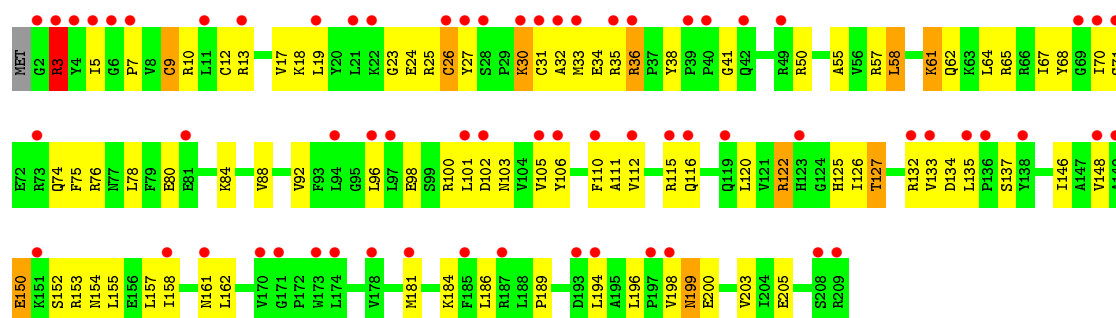 MET G2 R3 Y4 I5 G6 P7 V8 C9 R10 L11 C12 R13 V17 K18 L19 Y20 L21 K22 G23 E24 R25 C26 Y27 S28 P29 K30 C31 A32 M33 E34 R35 R36 P37 Y38 P39 P40 G41 Q42 R49 R50 A55 V56 R57 L58 K61 Q62 K63 L64 R65 R66 I67 Y68 G69 I70
E72 R73 Q74 F75 R76 N77 L78 F79 E80 E81 K84 V88 V92 F93 L94 G95 L96 L97 E98 S99 R100 L101 D102 N103 V104 V105 Y106 F110 A111 V112 R115 Q116 Q119 L120 V121 R122 H123 G124 H125 I126 T127 R132 V133 D134 L135 P136 S137 Y138 I146 A147 V148
E150 K151 S152 R153 N154 L155 E156 L157 I158 N161 L162 V170 G171 P172 W173 L174 V178 M181 K184 F185 L186 R187 L188 P189 D193 L194 A195 L196 P197 V198 N199 E200 V203 I204 E205 S208 R209